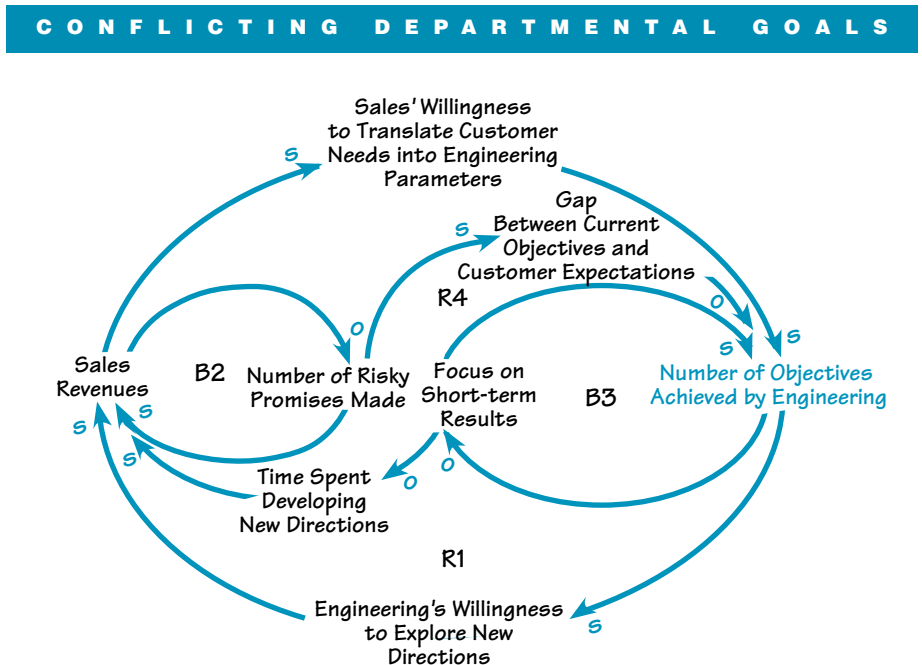 CONFLICTING DEPARTMENTAL GOALS
Sales' Willingness
to Translate Customer
Needs into Engineering
Parameters
S
Gap
Between Current
Objectives and
Customer Expectations
S
R4
O
O
S
S
Sales
Revenues
B2
Number of Risky
Promises Made
Focus on
Short-term
Results
B3
Number of Objectives
Achieved by Engineering
S
S
S
O
O
Time Spent
Developing
New Directions
R1
Engineering's Willingness
to Explore New
Directions
S